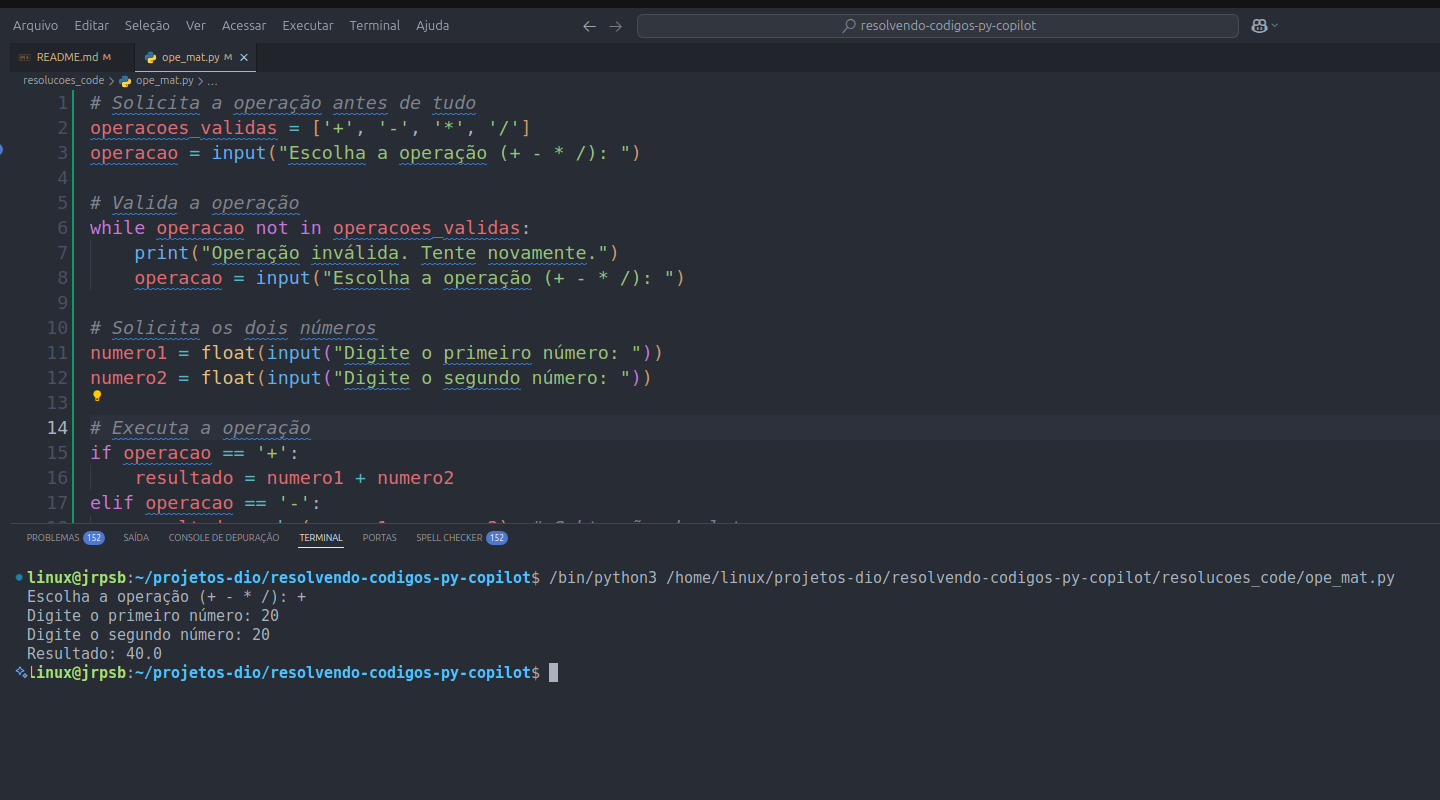 Arquivo Editar Seleção Ver Acessar Executar Terminal Ajuda resolvendo-codigos-py-copilot
README.md M ope_mat.py M
resolucoes_code > ope_mat.py > ...
1 # Solicita a operação antes de tudo
2 operacoes_validas = ['+', '-', '*', '/']
3 operacao = input("Escolha a operação (+ - * /): ")
4
5 # Valida a operação
6 while operacao not in operacoes_validas:
7 print("Operação inválida. Tente novamente.")
8 operacao = input("Escolha a operação (+ - * /): ")
9
10 # Solicita os dois números
11 numero1 = float(input("Digite o primeiro número: "))
12 numero2 = float(input("Digite o segundo número: "))
13
14 # Executa a operação
15 if operacao == '+':
16 resultado = numero1 + numero2
17 elif operacao == '-':
PROBLEMAS 152 SAÍDA CONSOLE DE DEPURAÇÃO TERMINAL PORTAS SPELL CHECKER 152
linux@jrpsb:~/projetos-dio/resolvendo-codigos-py-copilot$ /bin/python3 /home/linux/projetos-dio/resolvendo-codigos-py-copilot/resolucoes_code/ope_mat.py
Escolha a operação (+ - * /): +
Digite o primeiro número: 20
Digite o segundo número: 20
Resultado: 40.0
linux@jrpsb:~/projetos-dio/resolvendo-codigos-py-copilot$